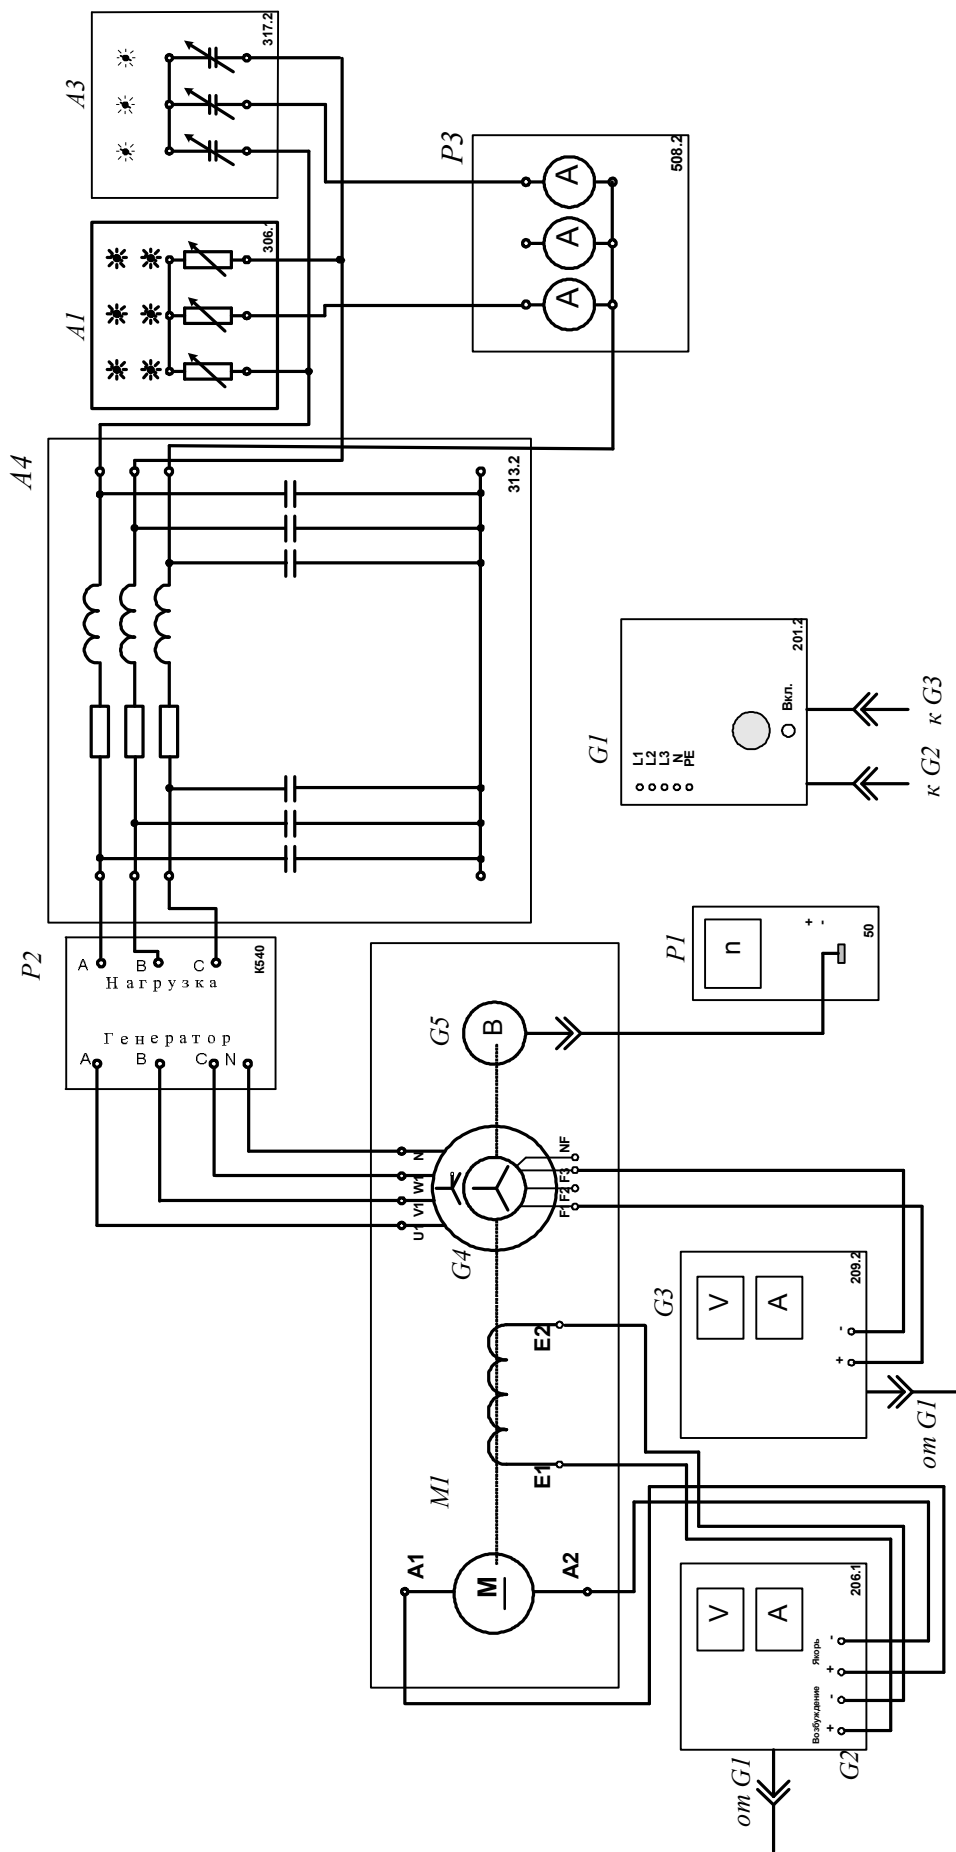 A3
317.2
A1
306.1
P3
A
A
A
508.2
A4
313.2
G1
L1
L2
L3
N
PE
Вкл.
201.2
к G2
к G3
P2
A
B
C
Нагрузка
K540
Генератор
A
B
C
N
P1
n
+
-
50
G5
B
G4
U1
V1
W1
N
F1
F2
F3
NF
G3
V
A
209.2
+
-
от G1
M1
E1
E2
M
A1
A2
V
A
206.1
Возбуждение
Якорь
+
-
+
-
G2
от G1